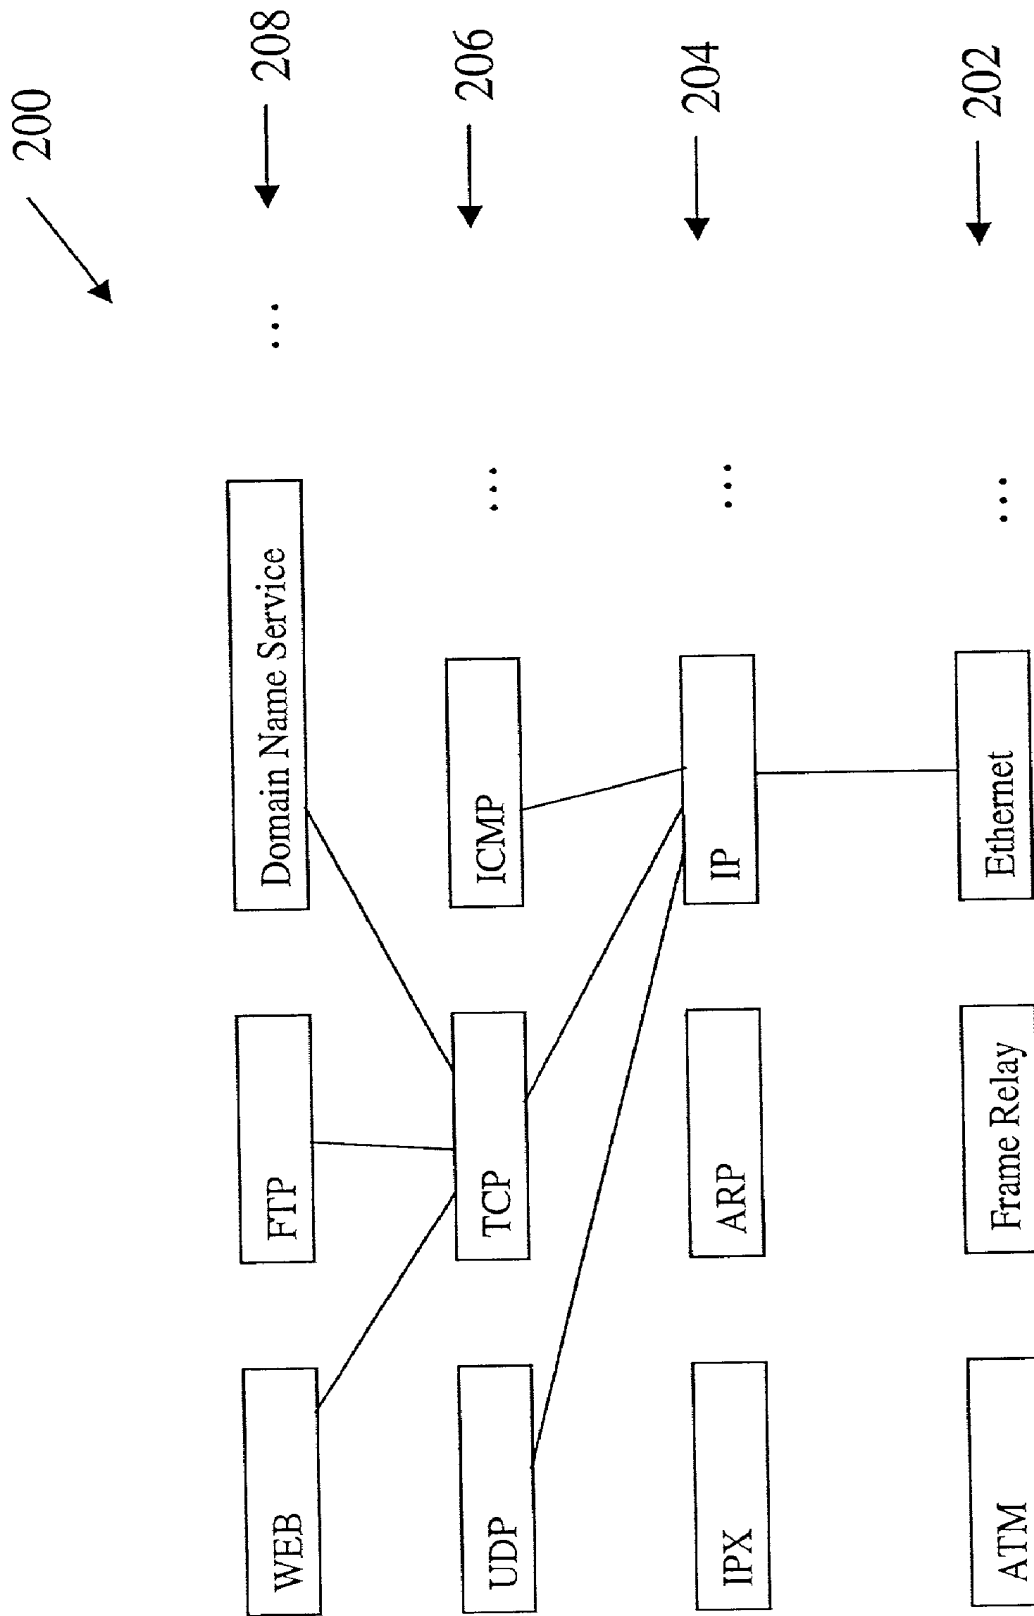 200
WEB FTP Domain Name Service ... 208
UDP TCP ICMP ... 206
IPX ARP IP ... 204
ATM Frame Relay Ethernet ... 202